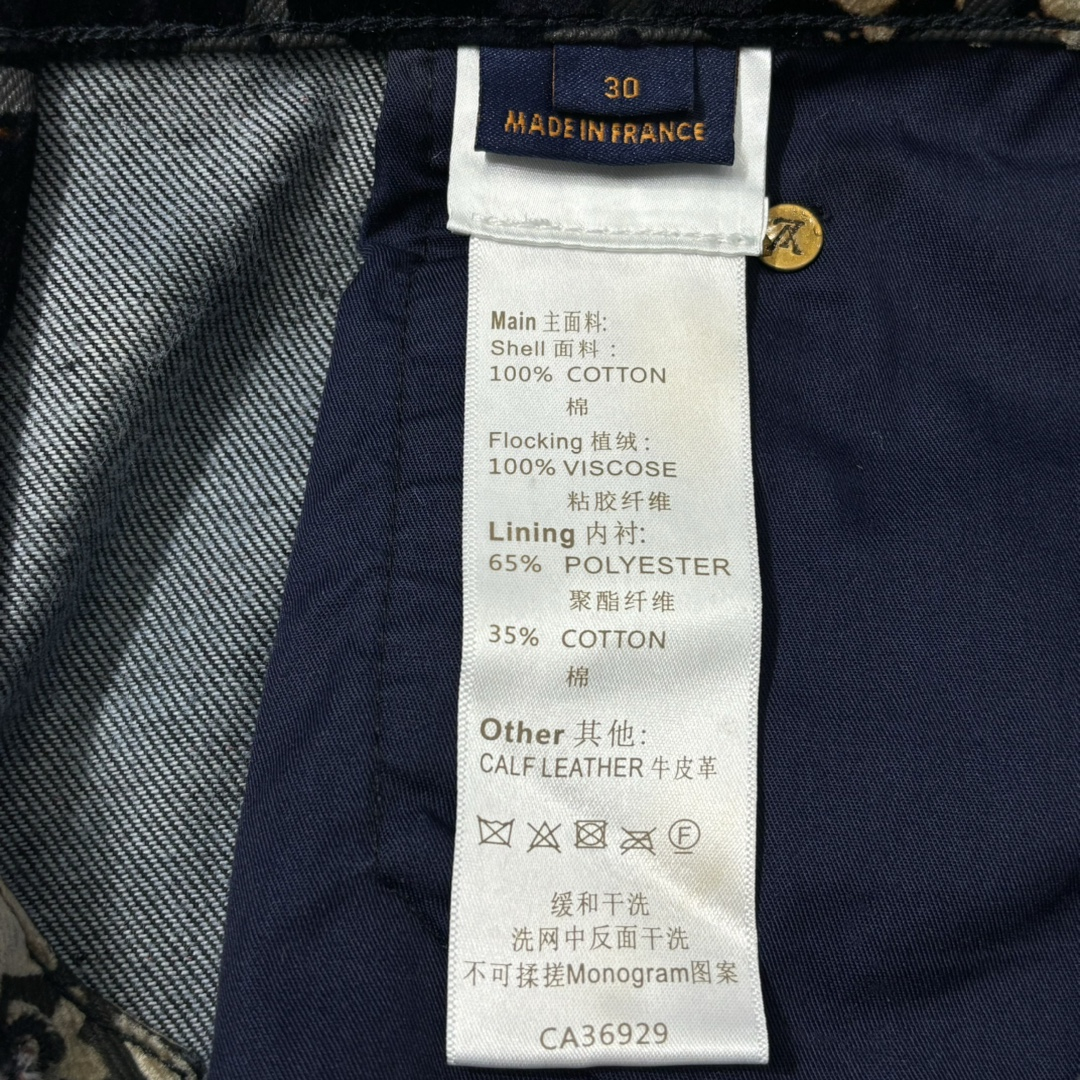 30
MADE IN FRANCE
LV
Main 主面料:
Shell 面料 :
100% COTTON
棉
Flocking 植绒 :
100% VISCOSE
粘胶纤维
Lining 内衬:
65% POLYESTER
聚酯纤维
35% COTTON
棉
Other 其他:
CALF LEATHER 牛皮革
F
缓和干洗
洗网中反面干洗
不可揉搓Monogram图案
CA36929